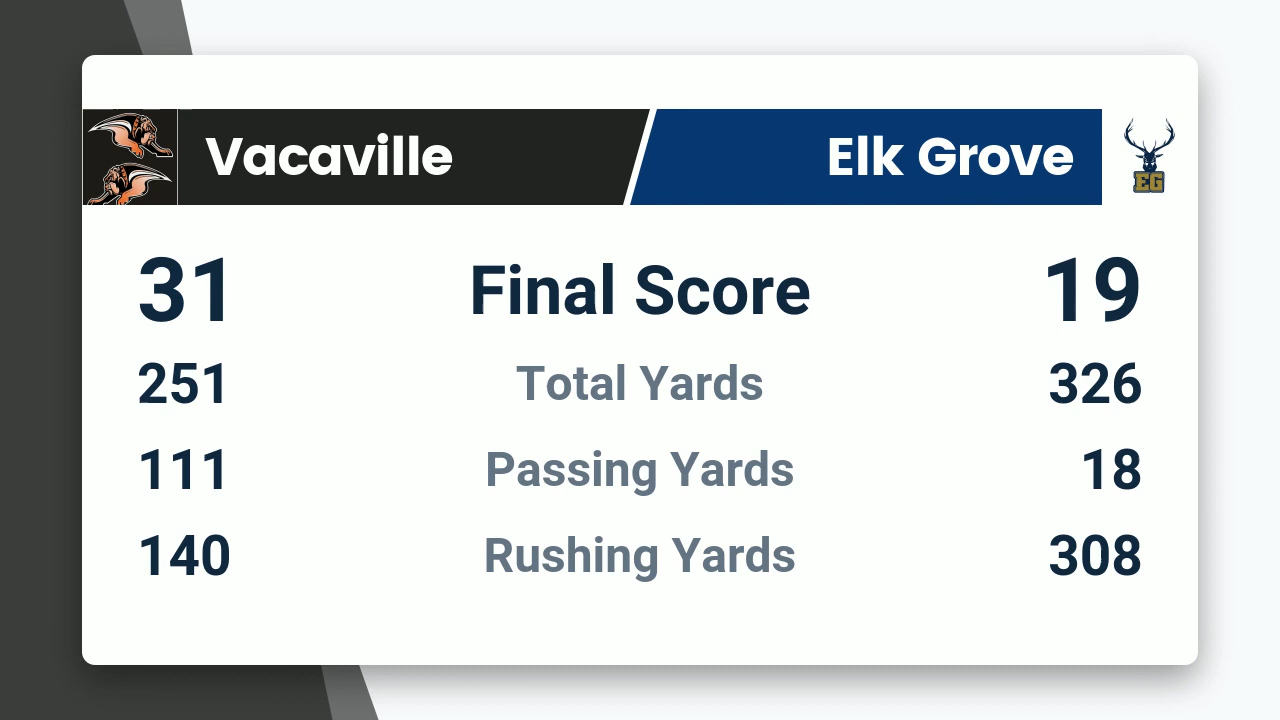 Vacaville Elk Grove
EG
31 Final Score 19
251 Total Yards 326
111 Passing Yards 18
140 Rushing Yards 308